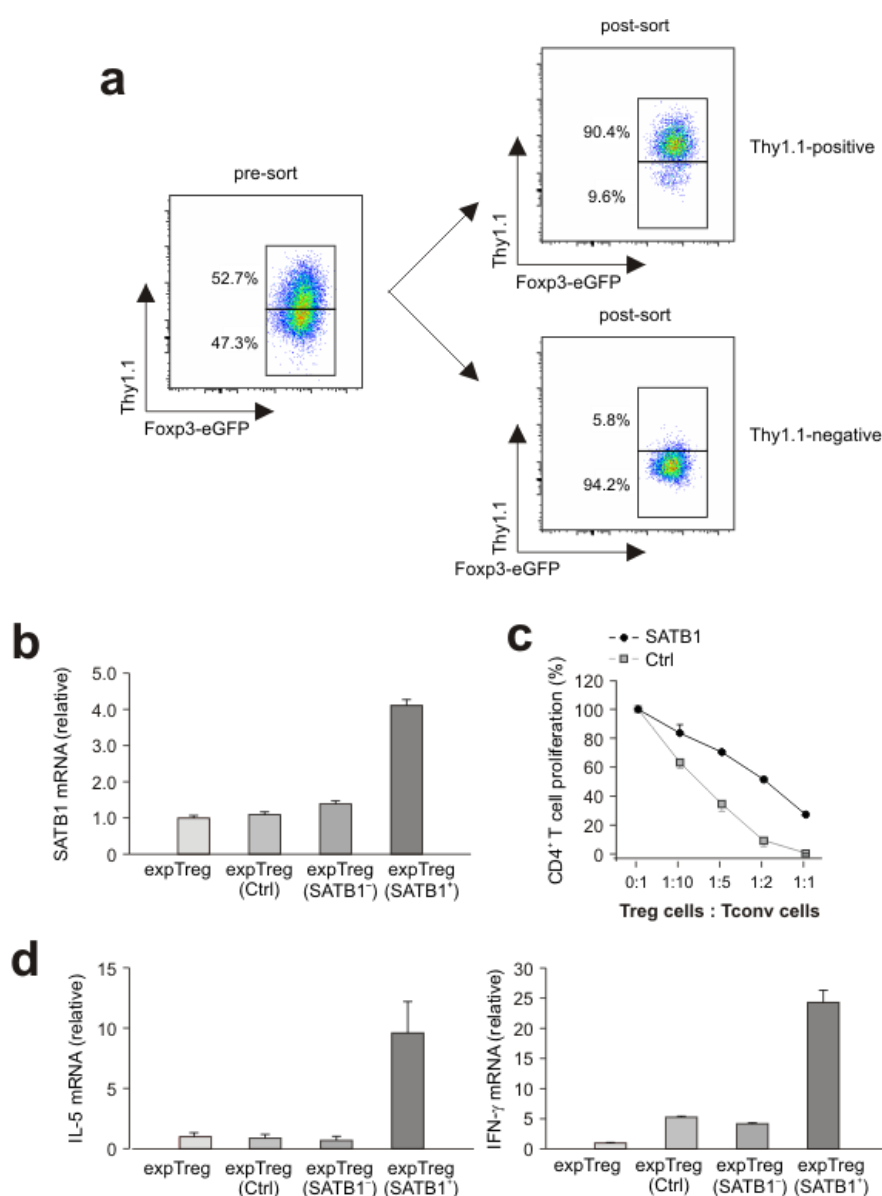 a
pre-sort
52.7%
47.3%
Thy1.1
Foxp3-eGFP
post-sort
90.4%
9.6%
Thy1.1
Foxp3-eGFP
Thy1.1-positive
post-sort
5.8%
94.2%
Thy1.1
Foxp3-eGFP
Thy1.1-negative
b
SATB1 mRNA (relative)
5.0
4.0
3.0
2.0
1.0
0
expTreg
expTreg
(Ctrl)
expTreg
(SATB1⁻)
expTreg
(SATB1⁺)
c
SATB1
Ctrl
CD4⁺ T cell proliferation (%)
120
100
80
60
40
20
0
0:1 1:10 1:5 1:2 1:1
Treg cells : Tconv cells
d
IL-5 mRNA (relative)
15
10
5
0
expTreg
expTreg
(Ctrl)
expTreg
(SATB1⁻)
expTreg
(SATB1⁺)
IFN-γ mRNA (relative)
30
25
20
15
10
5
0
expTreg
expTreg
(Ctrl)
expTreg
(SATB1⁻)
expTreg
(SATB1⁺)